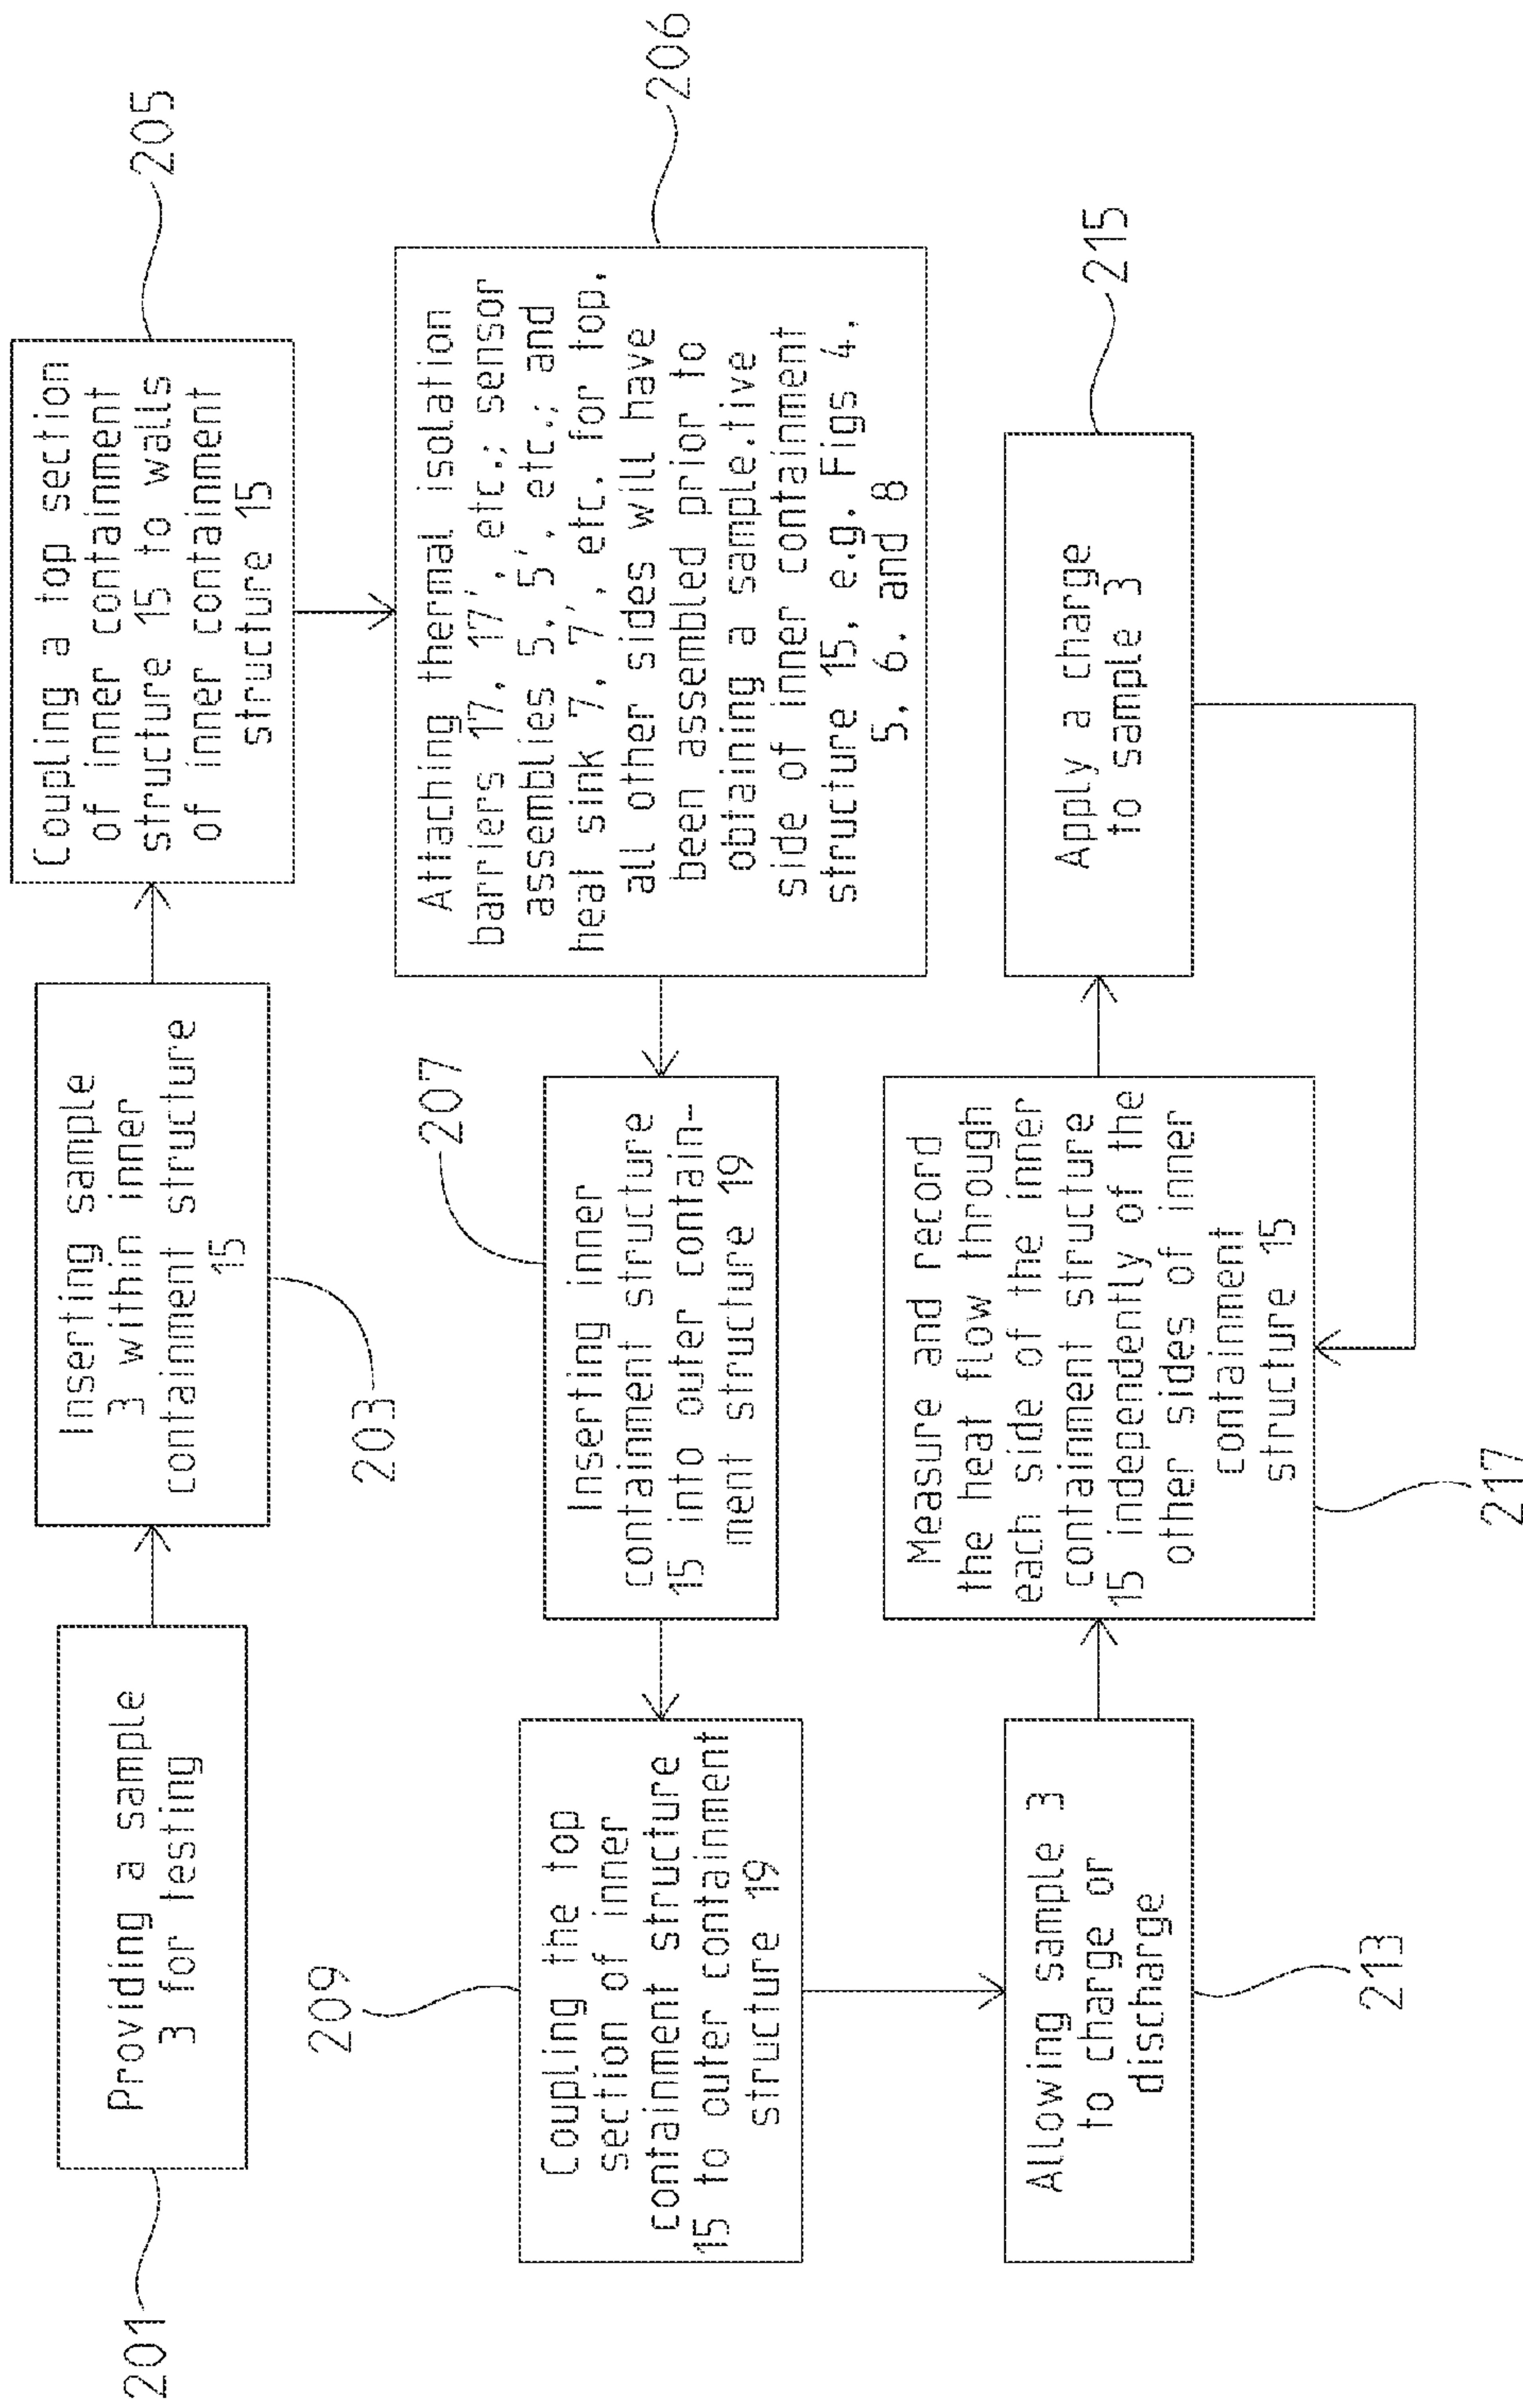 201
Providing a sample
3 for testing
203
Inserting sample
3 within inner
containment structure
15
205
Coupling a top section
of inner containment
structure 15 to walls
of inner containment
structure 15
206
Attaching thermal isolation
barriers 17, 17', etc.; sensor
assemblies 5, 5', etc.; and
heat sink 7, 7', etc. for top,
all other sides will have
been assembled prior to
obtaining a sample.tive
side of inner containment
structure 15, e.g. Figs 4,
5, 6, and 8
207
Inserting inner
containment structure
15 into outer contain-
ment structure 19
209
Coupling the top
section of inner
containment structure
15 to outer containment
structure 19
213
Allowing sample 3
to charge or
discharge
217
Measure and record
the heat flow through
each side of the inner
containment structure
15 independently of the
other sides of inner
containment
structure 15
215
Apply a charge
to sample 3